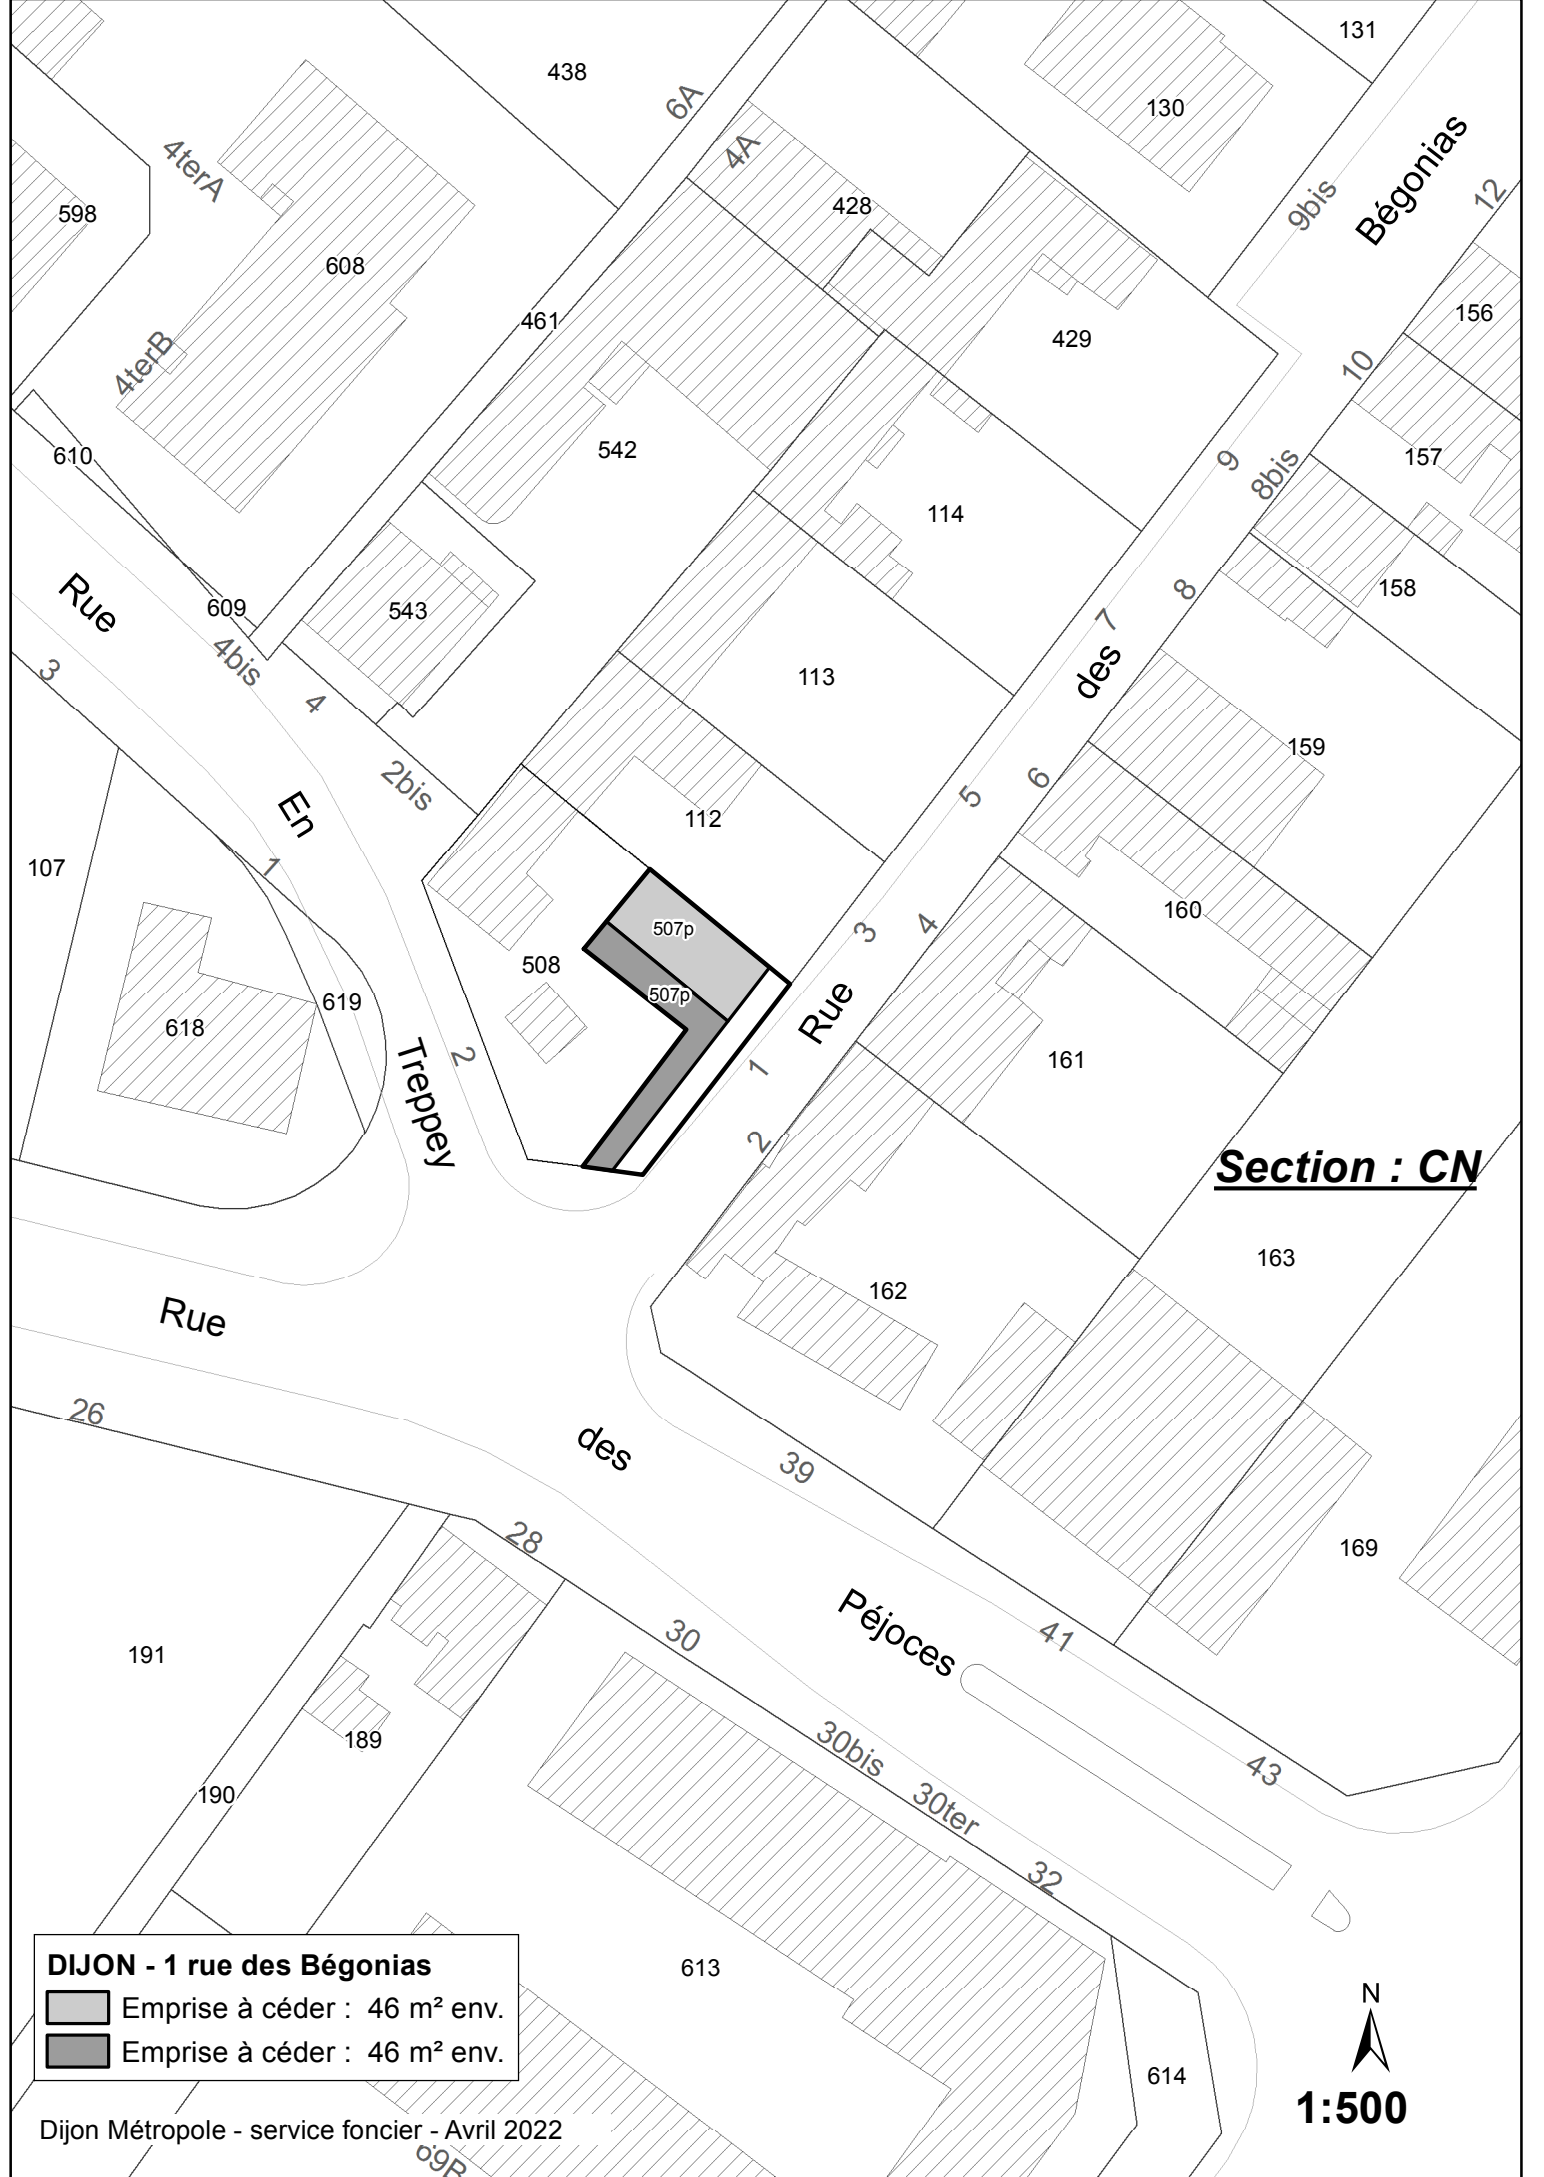 131
438
6A
130
4A
Bégonias
4terA
12
9bis
428
598
608
156
461
429
4terB
10
542
610
157
9
8bis
114
158
Rue
8
609
543
7
4bis
3
des
113
4
159
2bis
5
6
En
112
107
1
160
4
3
507p
508
507p
619
Rue
618
2
161
1
Treppey
2
Section : CN
163
162
Rue
26
des
39
28
169
Péjoces
30
41
191
189
30bis
43
190
30ter
32
DIJON - 1 rue des Bégonias
613
Emprise à céder : 46 m² env.
N
Emprise à céder : 46 m² env.
614
1:500
Dijon Métropole - service foncier - Avril 2022
69B